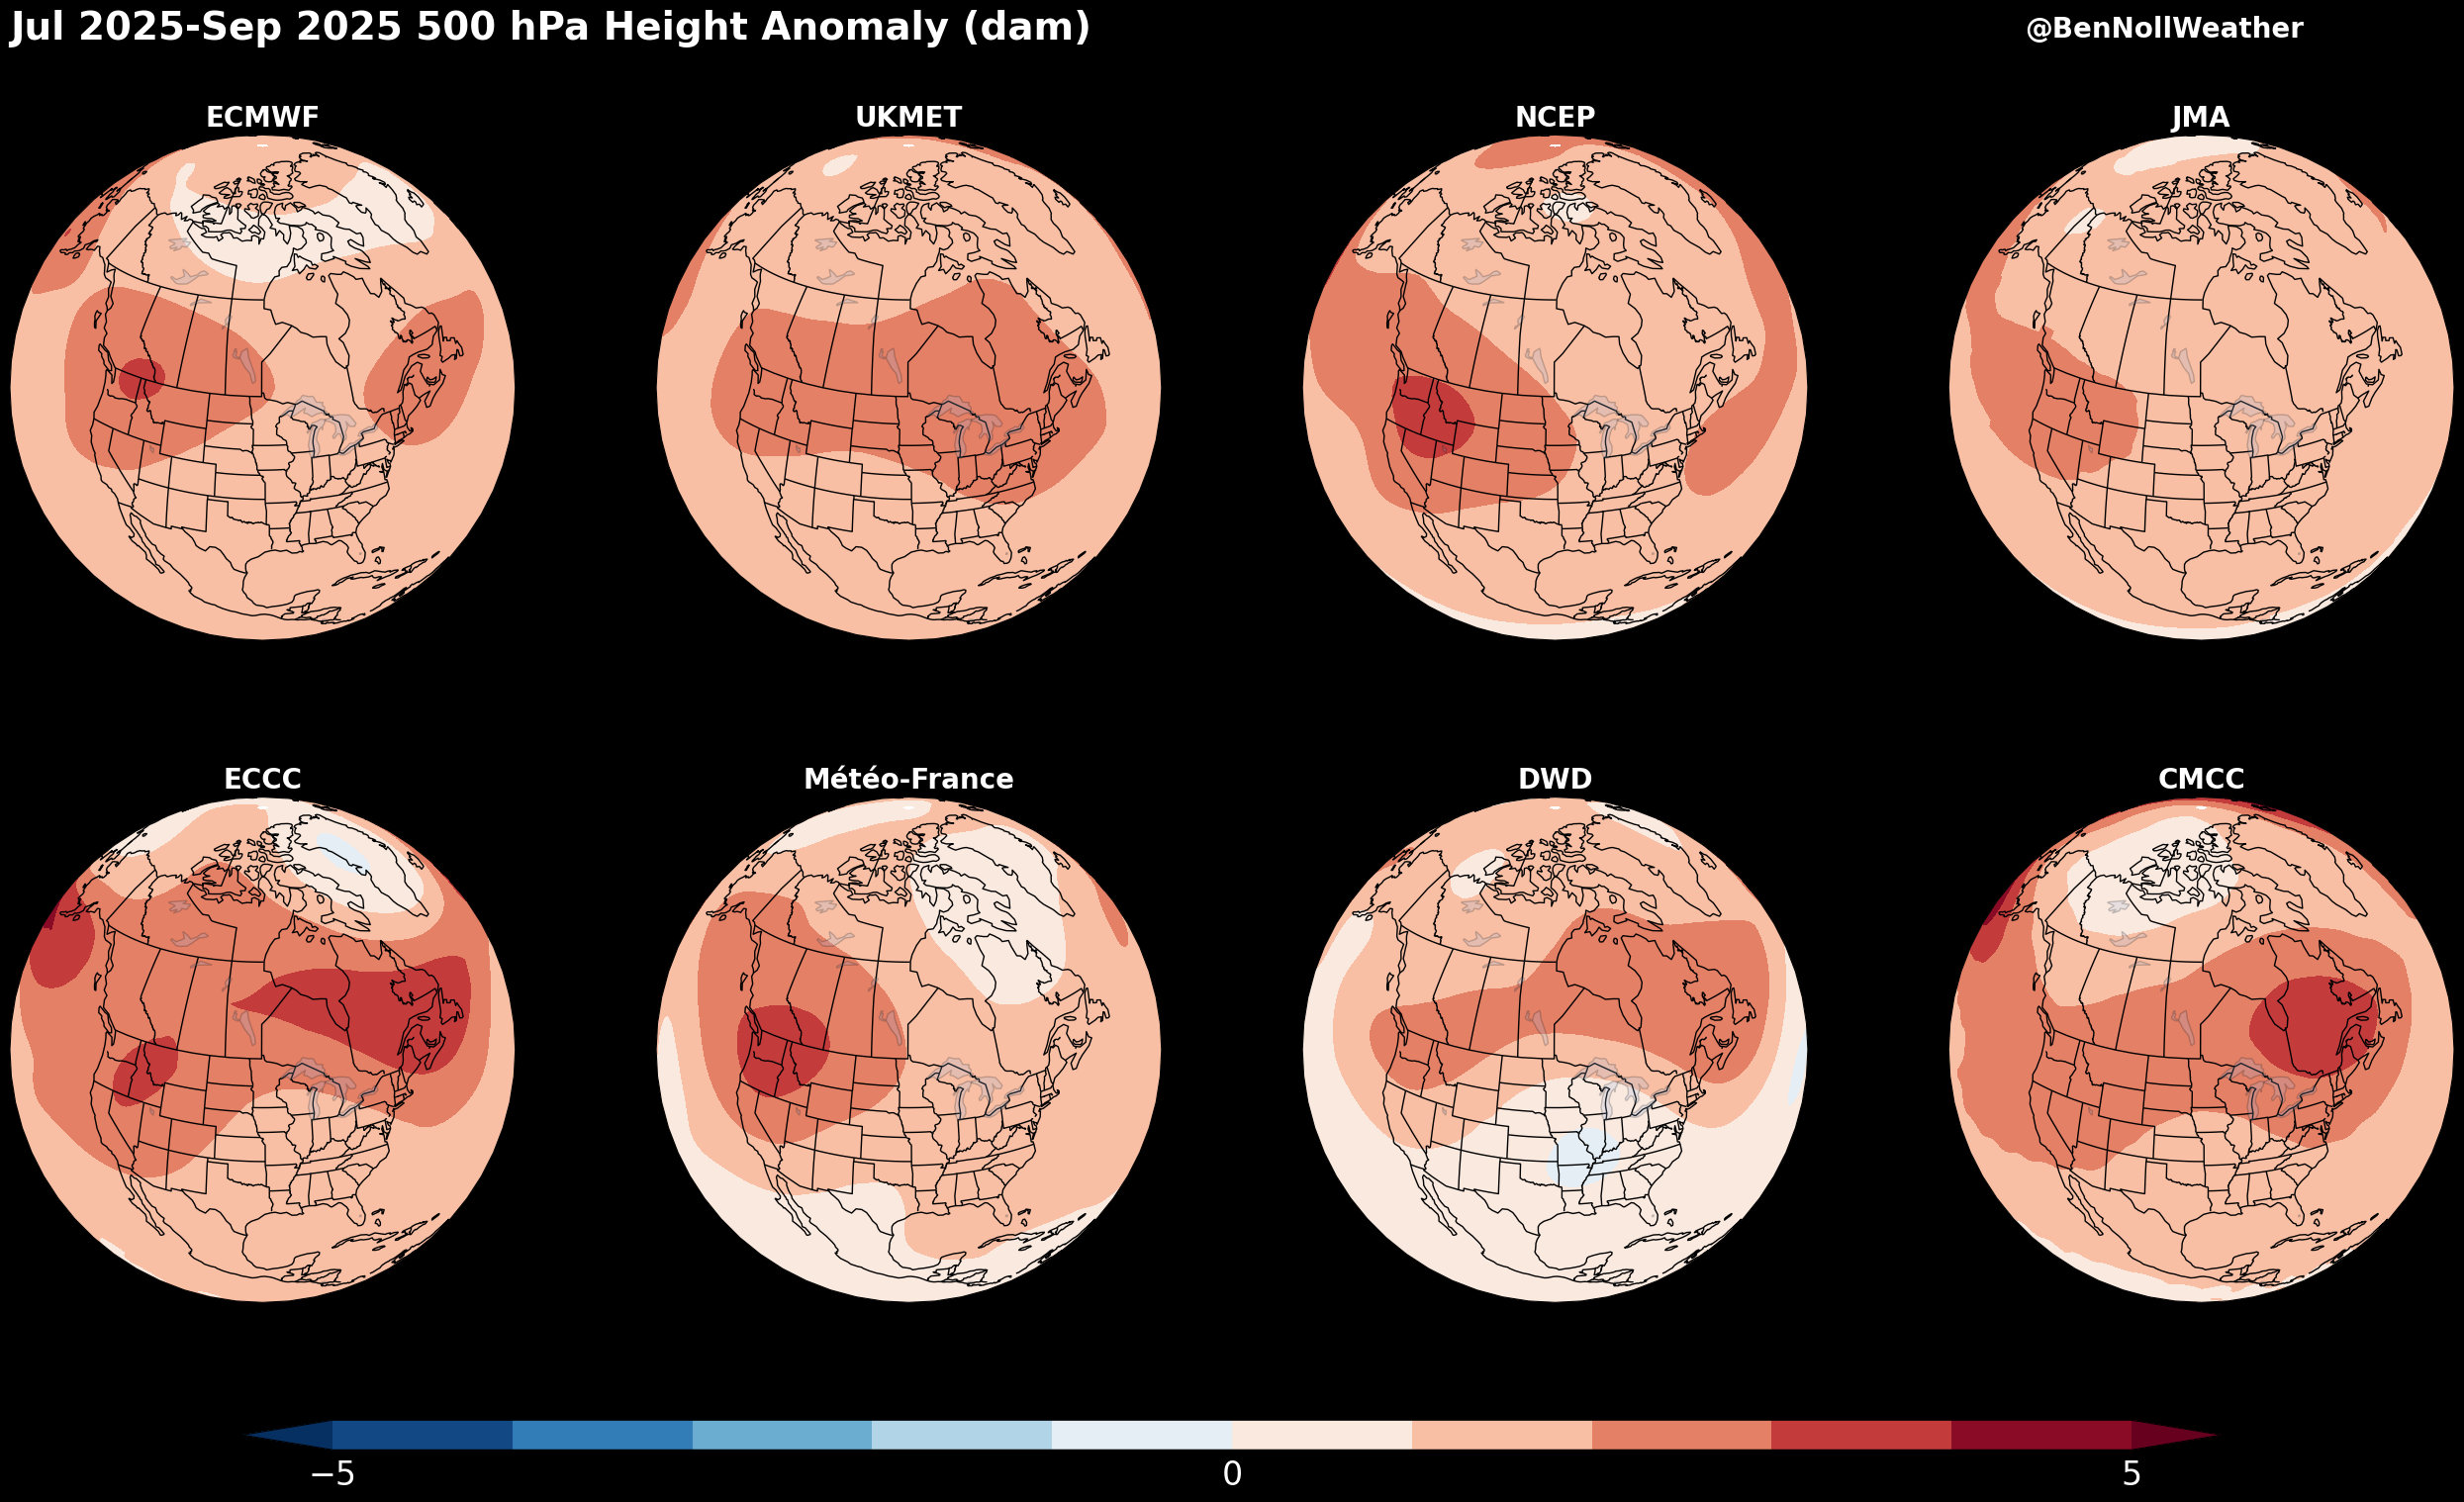 Jul 2025-Sep 2025 500 hPa Height Anomaly (dam)
@BenNollWeather
ECMWF
UKMET
NCEP
JMA
ECCC
Météo-France
DWD
CMCC
−5
0
5